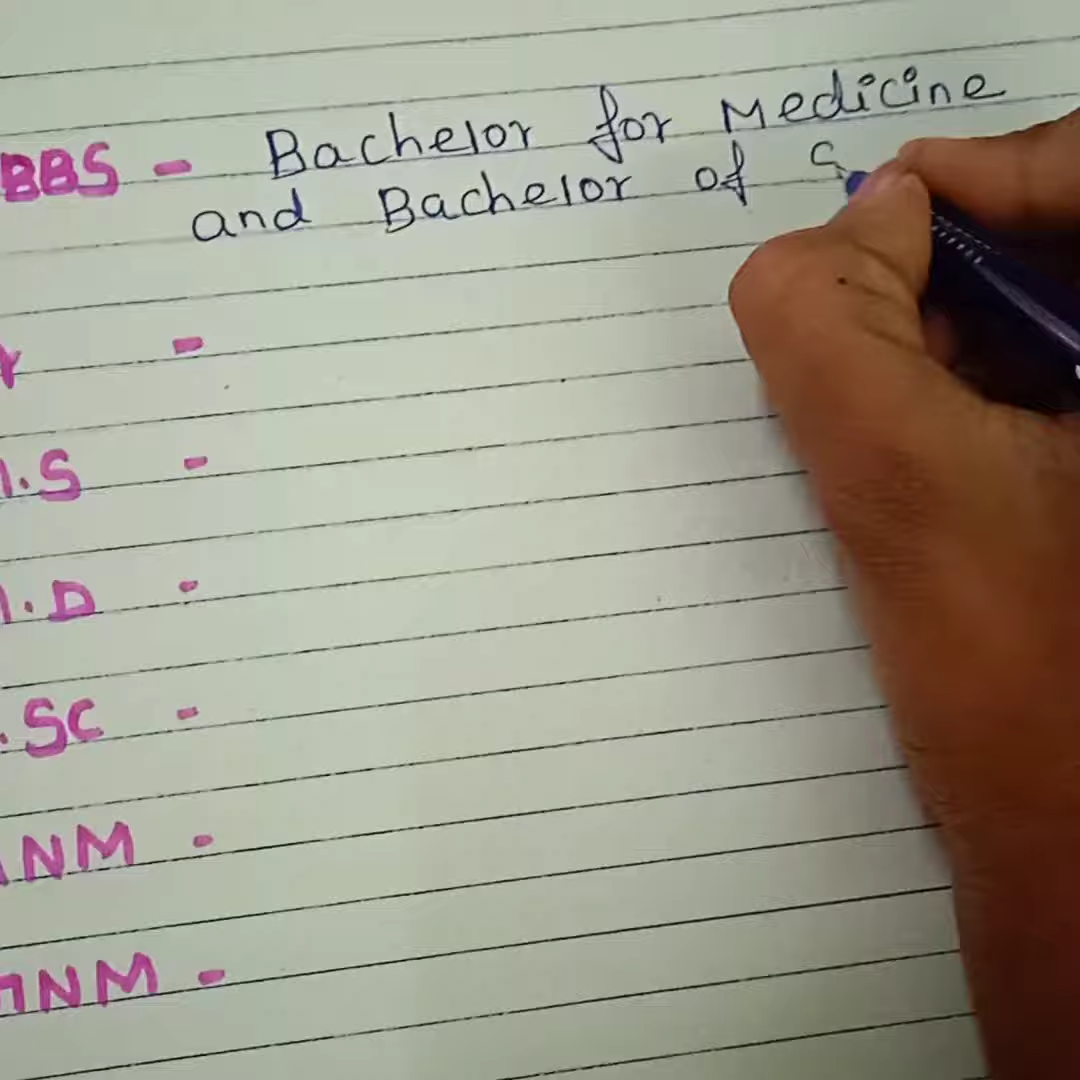 BBS - Bachelor for Medicine
and Bachelor of S
r -
.S -
.D -
.SC -
NM -
NM -